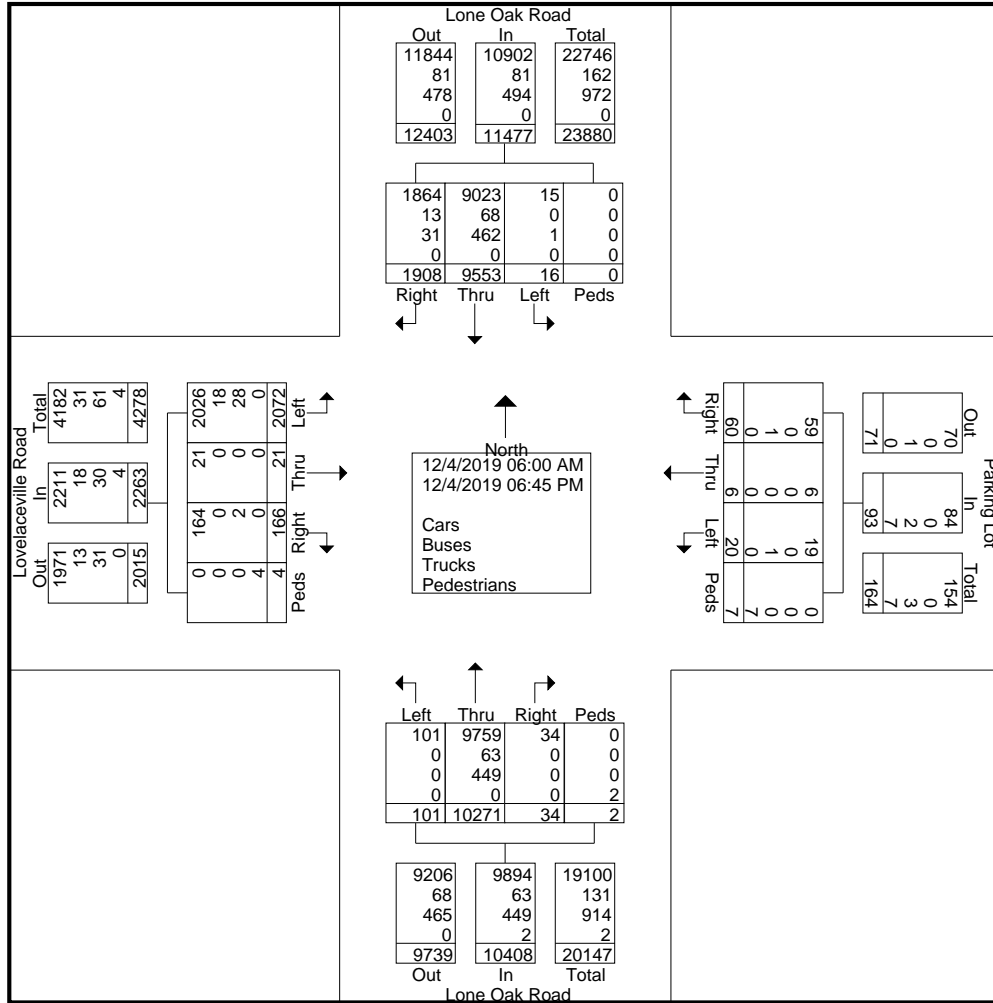 Lone Oak Road
Out In Total
11844 10902 22746
81 81 162
478 494 972
0 0 0
12403 11477 23880
1864 9023 15 0
13 68 0 0
31 462 1 0
0 0 0 0
1908 9553 16 0
Right Thru Left Peds
Lovelaceville Road
Total In Out
4182 2211 1971
31 18 13
61 30 31
4 4 0
4278 2263 2015
2026 21 164 0
18 0 0 0
28 0 2 0
0 0 0 4
2072 21 166 4
Left Thru Right Peds
North
12/4/2019 06:00 AM
12/4/2019 06:45 PM
Cars
Buses
Trucks
Pedestrians
Right Thru Left Peds
59 6 19 0
0 0 0 0
1 0 1 0
0 0 0 7
60 6 20 7
Parking Lot
Out In Total
70 84 154
0 0 0
1 2 3
0 7 7
71 93 164
Left Thru Right Peds
101 9759 34 0
0 63 0 0
0 449 0 0
0 0 0 2
101 10271 34 2
9206 9894 19100
68 63 131
465 449 914
0 2 2
9739 10408 20147
Out In Total
Lone Oak Road